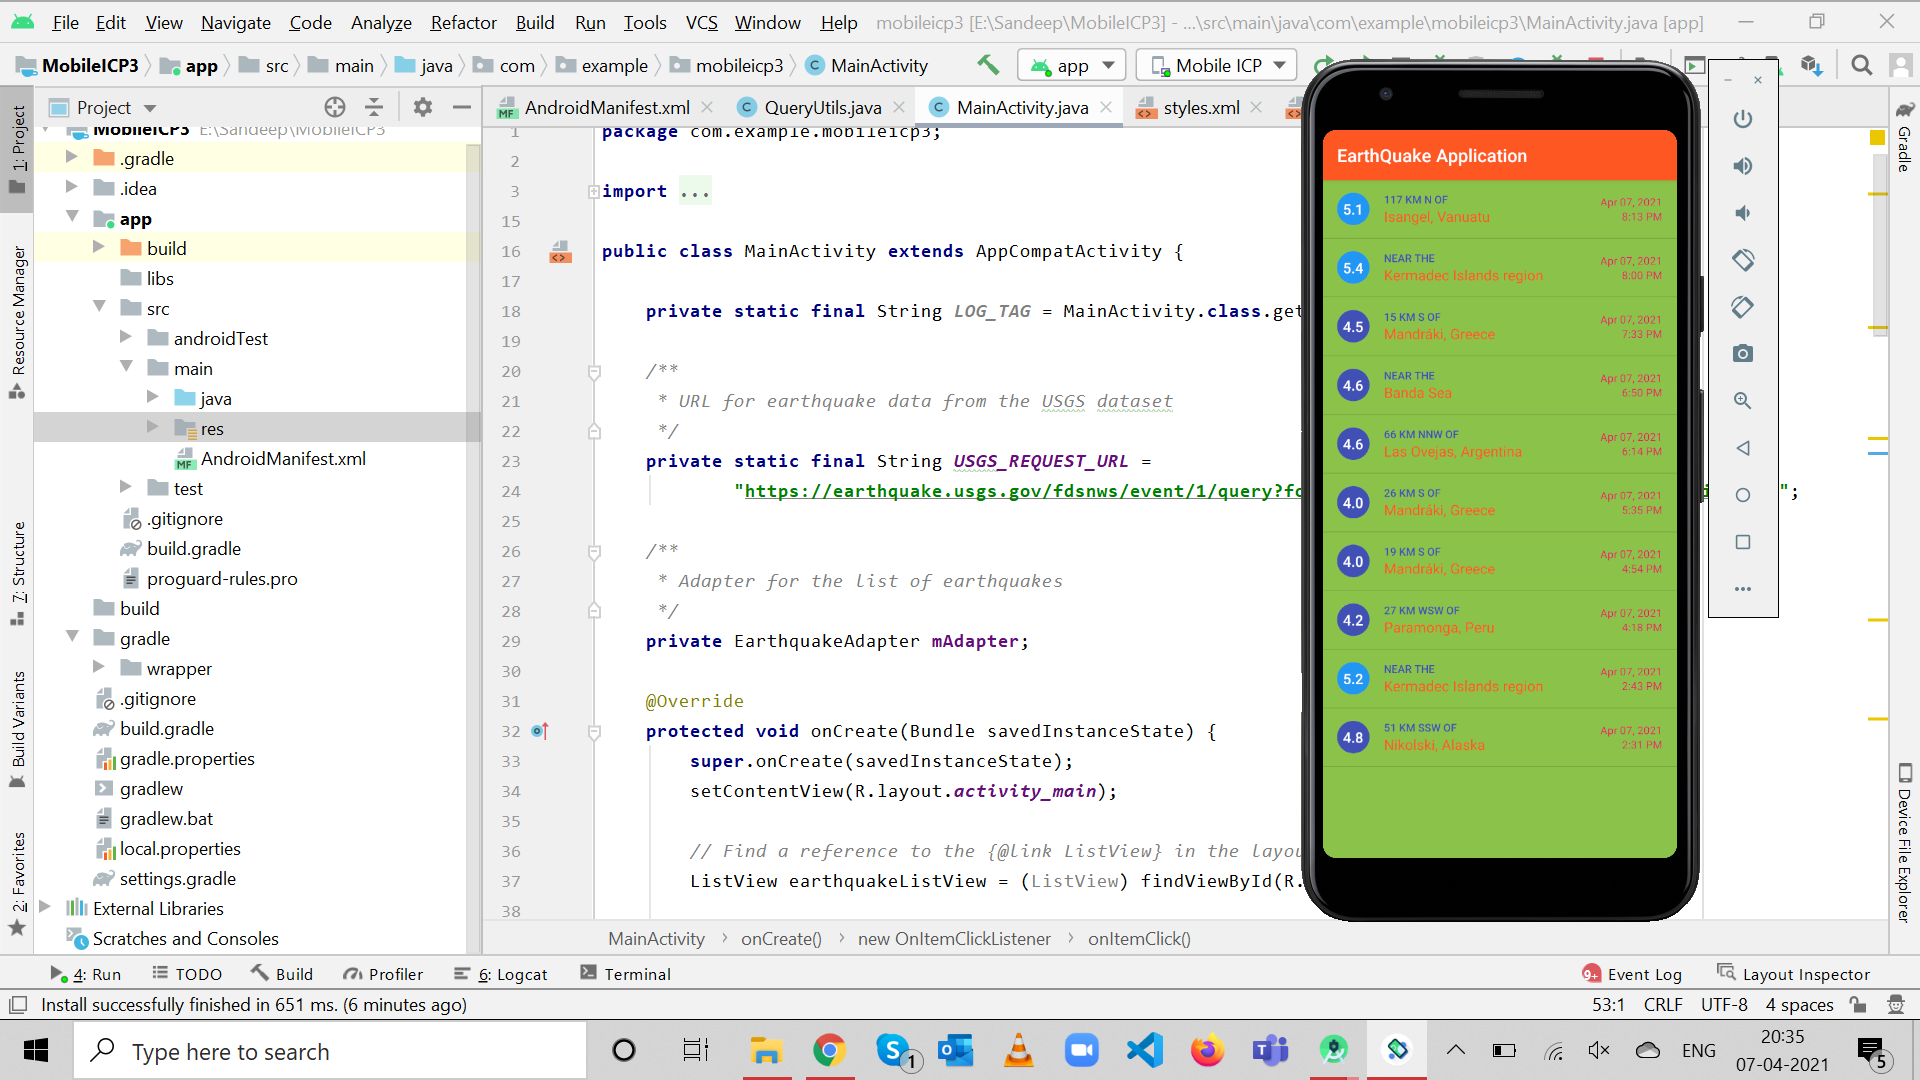 File Edit View Navigate Code Analyze Refactor Build Run Tools VCS Window Help mobileicp3 [E:\Sandeep\MobileICP3] - ...\src\main\java\com\example\mobileicp3\MainActivity.java [app]
MobileICP3 app src main java com example mobileicp3 MainActivity app Mobile ICP
Project
AndroidManifest.xml QueryUtils.java MainActivity.java styles.xml
MobileICP3 E:\Sandeep\MobileICP3
.gradle
.idea
app
build
libs
src
androidTest
main
java
res
AndroidManifest.xml
test
.gitignore
build.gradle
proguard-rules.pro
build
gradle
wrapper
.gitignore
build.gradle
gradle.properties
gradlew
gradlew.bat
local.properties
settings.gradle
External Libraries
Scratches and Consoles
1: Project
Resource Manager
7: Structure
Build Variants
2: Favorites
1 package com.example.mobileicp3;
2
3 import ...
15
16 public class MainActivity extends AppCompatActivity {
17
18 private static final String LOG_TAG = MainActivity.class.get
19
20 /**
21 * URL for earthquake data from the USGS dataset
22 */
23 private static final String USGS_REQUEST_URL =
24 "https://earthquake.usgs.gov/fdsnws/event/1/query?fo ";
25
26 /**
27 * Adapter for the list of earthquakes
28 */
29 private EarthquakeAdapter mAdapter;
30
31 @Override
32 protected void onCreate(Bundle savedInstanceState) {
33 super.onCreate(savedInstanceState);
34 setContentView(R.layout.activity_main);
35
36 // Find a reference to the {@link ListView} in the layou
37 ListView earthquakeListView = (ListView) findViewById(R.
38
MainActivity onCreate() new OnItemClickListener onItemClick()
EarthQuake Application
5.1 117 KM N OF Apr 07, 2021
Isangel, Vanuatu 8:13 PM
5.4 NEAR THE Apr 07, 2021
Kermadec Islands region 8:00 PM
4.5 15 KM S OF Apr 07, 2021
Mandráki, Greece 7:33 PM
4.6 NEAR THE Apr 07, 2021
Banda Sea 6:50 PM
4.6 66 KM NNW OF Apr 07, 2021
Las Ovejas, Argentina 6:14 PM
4.0 26 KM S OF Apr 07, 2021
Mandráki, Greece 5:35 PM
4.0 19 KM S OF Apr 07, 2021
Mandráki, Greece 4:54 PM
4.2 27 KM WSW OF Apr 07, 2021
Paramonga, Peru 4:18 PM
5.2 NEAR THE Apr 07, 2021
Kermadec Islands region 2:43 PM
4.8 51 KM SSW OF Apr 07, 2021
Nikolski, Alaska 2:31 PM
Gradle
Device File Explorer
4: Run TODO Build Profiler 6: Logcat Terminal 9+ Event Log Layout Inspector
Install successfully finished in 651 ms. (6 minutes ago) 53:1 CRLF UTF-8 4 spaces
Type here to search 1 ENG 20:35
07-04-2021 5